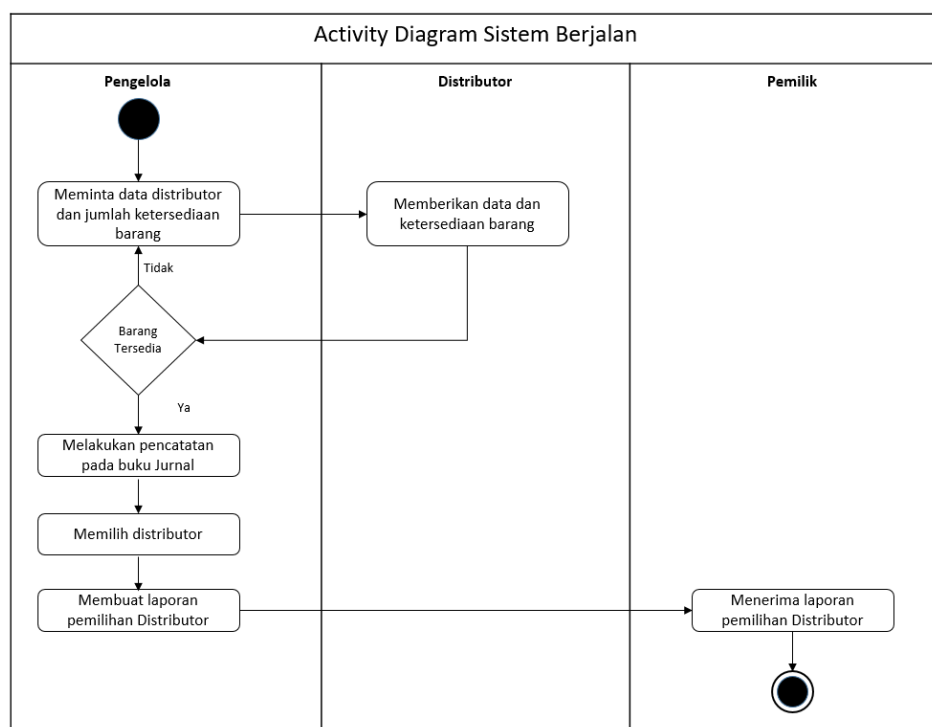 Activity Diagram Sistem Berjalan
Pengelola
Distributor
Pemilik
Meminta data distributor
dan jumlah ketersediaan
barang
Memberikan data dan
ketersediaan barang
Tidak
Barang
Tersedia
Ya
Melakukan pencatatan
pada buku Jurnal
Memilih distributor
Membuat laporan
pemilihan Distributor
Menerima laporan
pemilihan Distributor